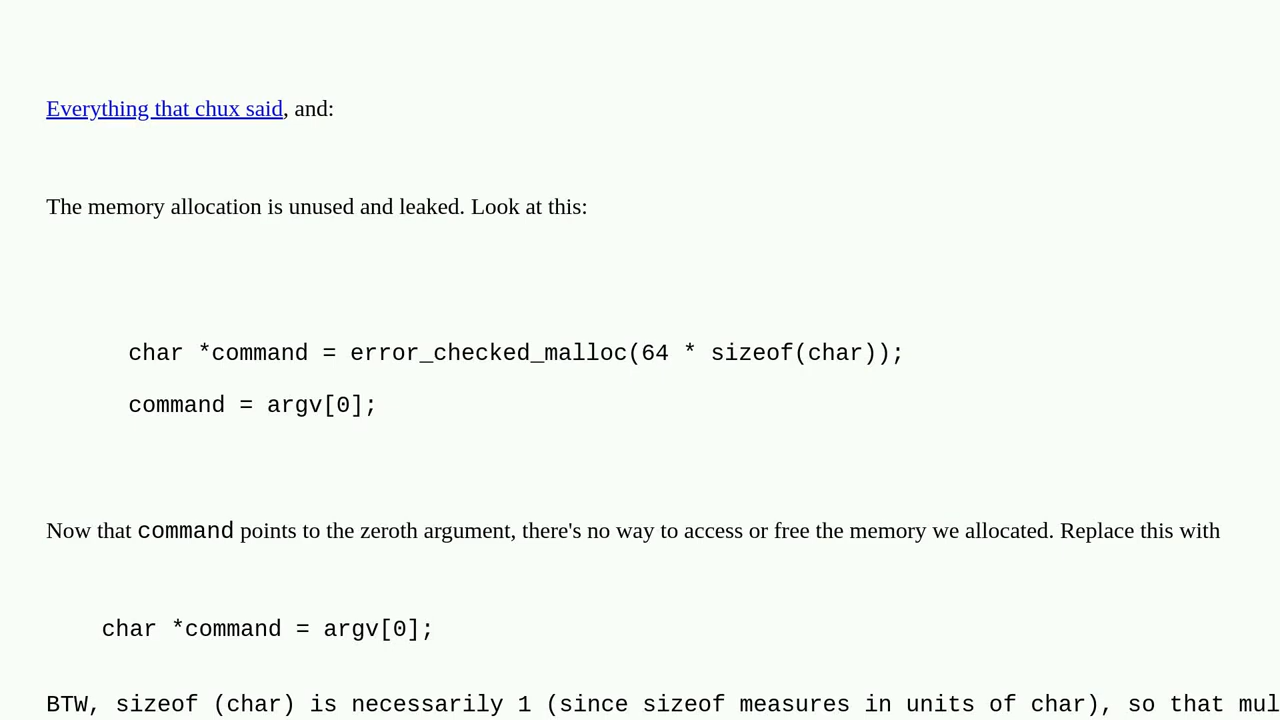 Everything that chux said, and:
The memory allocation is unused and leaked. Look at this:
char *command = error_checked_malloc(64 * sizeof(char));
command = argv[0];
Now that command points to the zeroth argument, there's no way to access or free the memory we allocated. Replace this with
char *command = argv[0];
BTW, sizeof (char) is necessarily 1 (since sizeof measures in units of char), so that